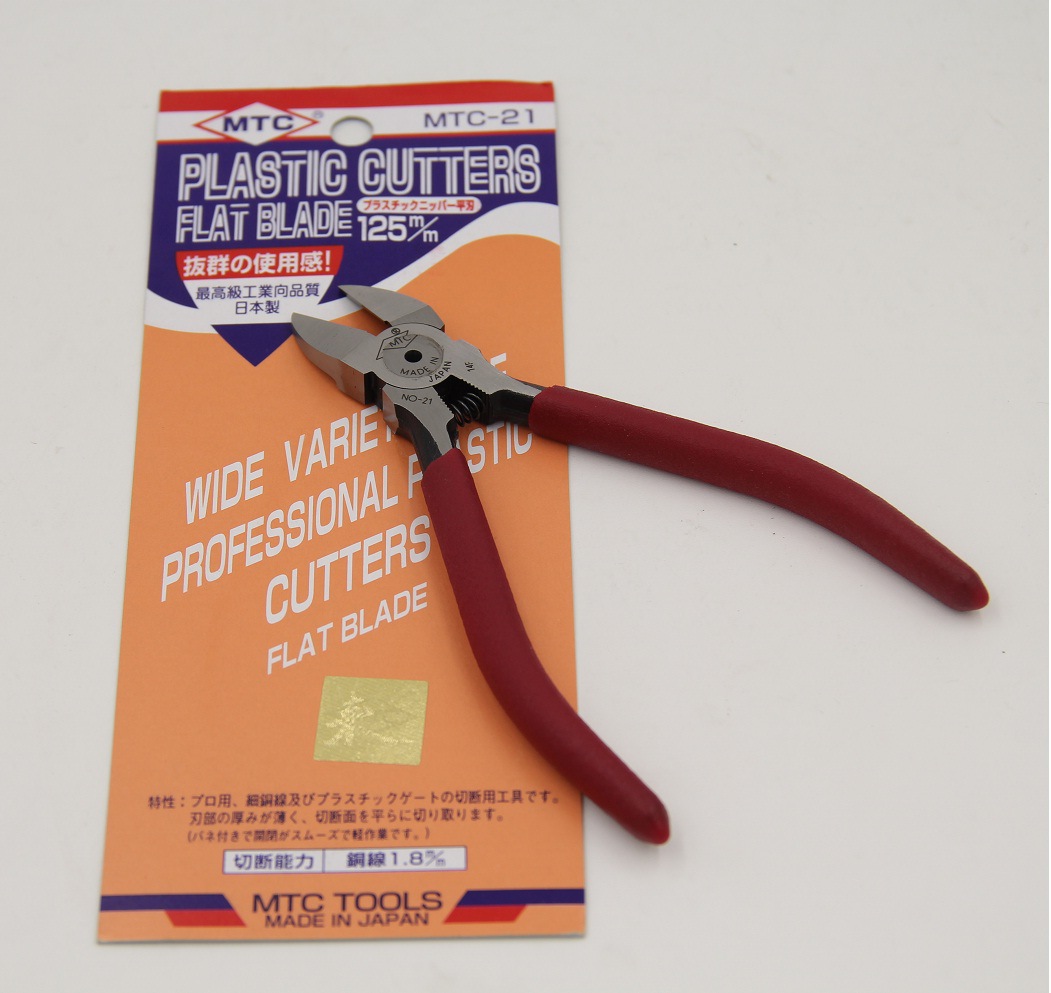 MTC®
MTC-21
PLASTIC CUTTERS
FLAT BLADE
プラスチックニッパー平刃
125m/m
抜群の使用感!
最高級工業向品質
日本製
MTC
MADE IN
JAPAN
NO-21
WIDE VARIE
PROFESSIONAL P ASTIC
CUTTERS
FLAT BLADE
特性：プロ用、細銅線及びプラスチックゲートの切断用工具です。
刃部の厚みが薄く、切断面を平らに切り取ります。
(バネ付きで開閉がスムーズで軽作業です。)
切断能力 銅線1.8m/m
MTC TOOLS
MADE IN JAPAN